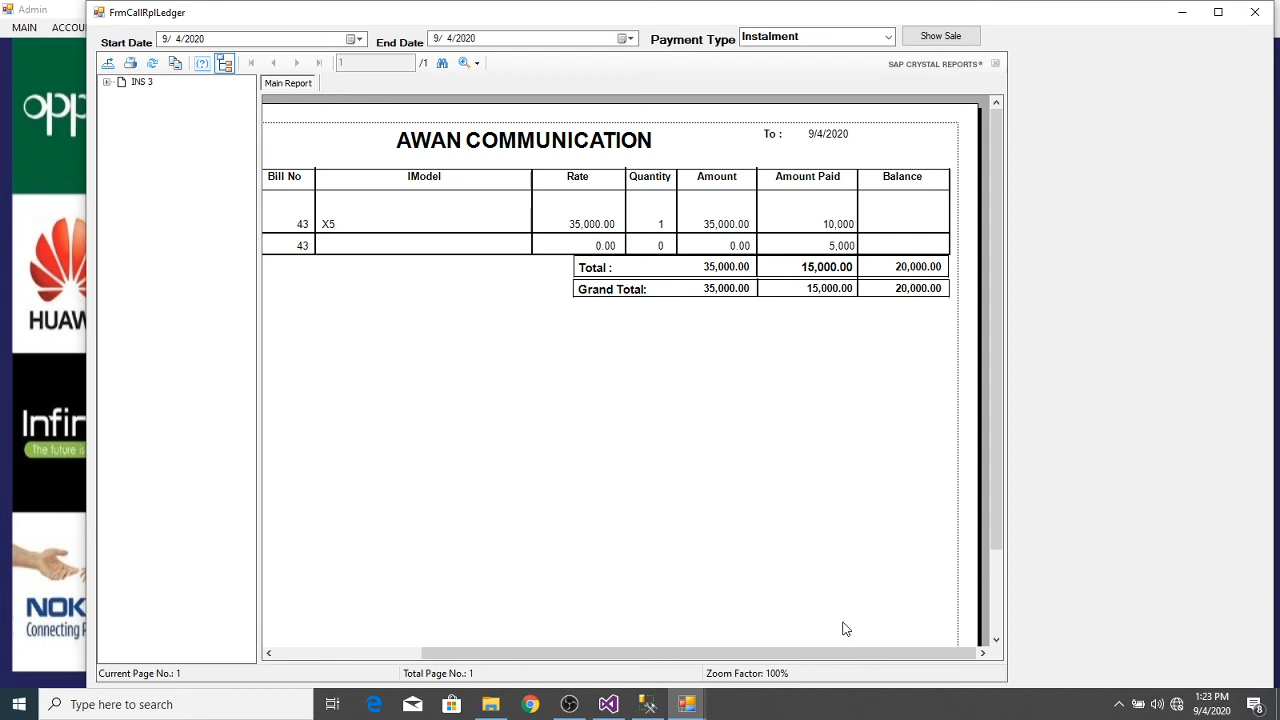 Admin
FrmCallRplLedger
MAIN ACCOU
Start Date 9/ 4/2020 End Date 9/ 4/2020 Payment Type Instalment Show Sale
1 /1 SAP CRYSTAL REPORTS®
INS 3 Main Report
AWAN COMMUNICATION To : 9/4/2020
Bill No IModel Rate Quantity Amount Amount Paid Balance
43 X5 35,000.00 1 35,000.00 10,000
43 0.00 0 0.00 5,000
Total : 35,000.00 15,000.00 20,000.00
Grand Total: 35,000.00 15,000.00 20,000.00
opp
HUAW
Infin
The future is
NOK
Connecting P
Current Page No.: 1 Total Page No.: 1 Zoom Factor: 100%
Type here to search
1:23 PM
9/4/2020
8